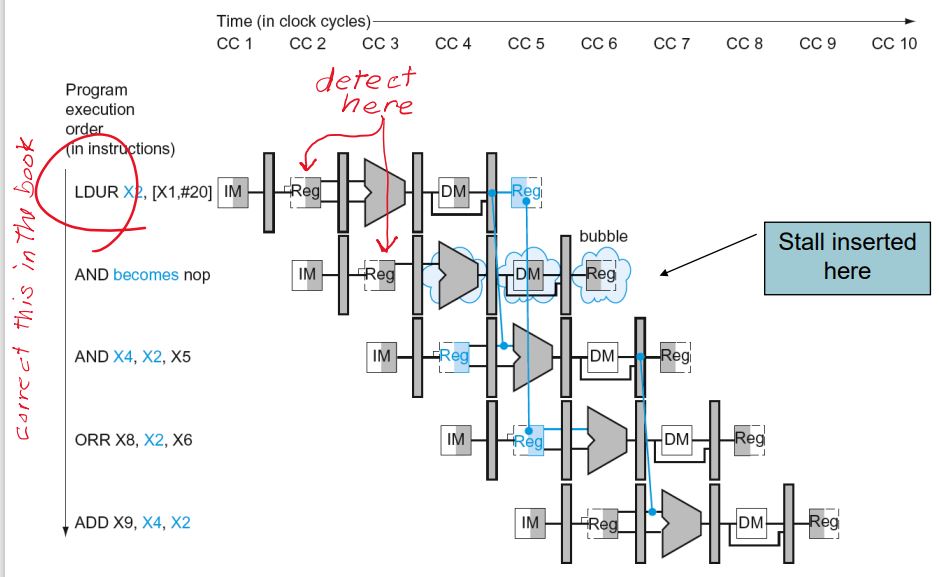 Time (in clock cycles)
CC 1 CC 2 CC 3 CC 4 CC 5 CC 6 CC 7 CC 8 CC 9 CC 10
detect
here
Program
execution
order
(in instructions)
correct this in the book
LDUR X2, [X1,#20] IM Reg DM Reg
bubble
AND becomes nop IM Reg DM Reg
Stall inserted
here
AND X4, X2, X5 IM Reg DM Reg
ORR X8, X2, X6 IM Reg DM Reg
ADD X9, X4, X2 IM Reg DM Reg